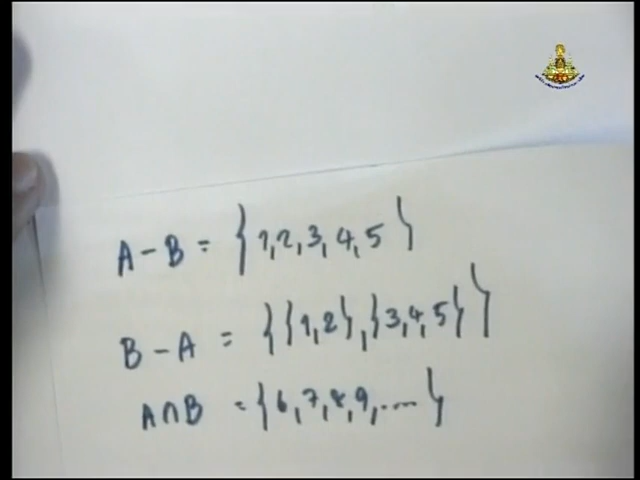 A - B = {1,2,3,4,5}
B - A = {{1,2},{3,4,5}}
A∩B = {6,7,8,9,....}